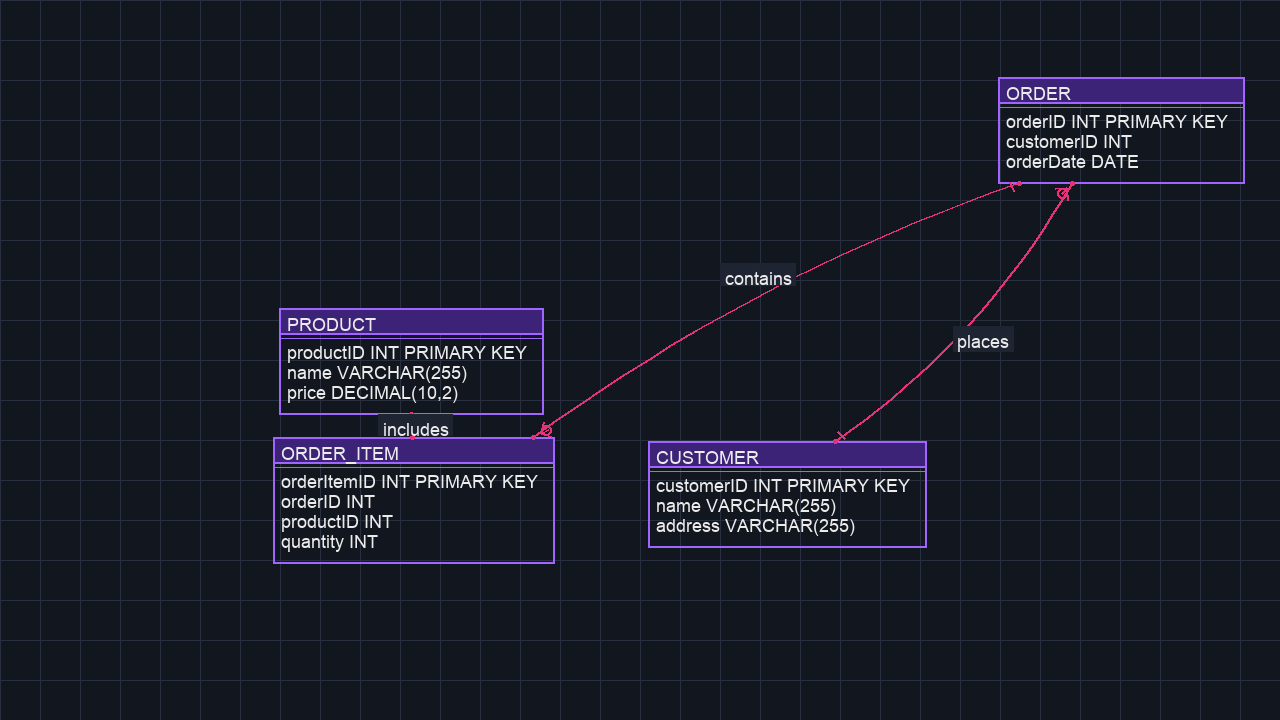 ORDER
orderID INT PRIMARY KEY
customerID INT
orderDate DATE
contains
places
PRODUCT
productID INT PRIMARY KEY
name VARCHAR(255)
price DECIMAL(10,2)
includes
ORDER_ITEM
orderItemID INT PRIMARY KEY
orderID INT
productID INT
quantity INT
CUSTOMER
customerID INT PRIMARY KEY
name VARCHAR(255)
address VARCHAR(255)